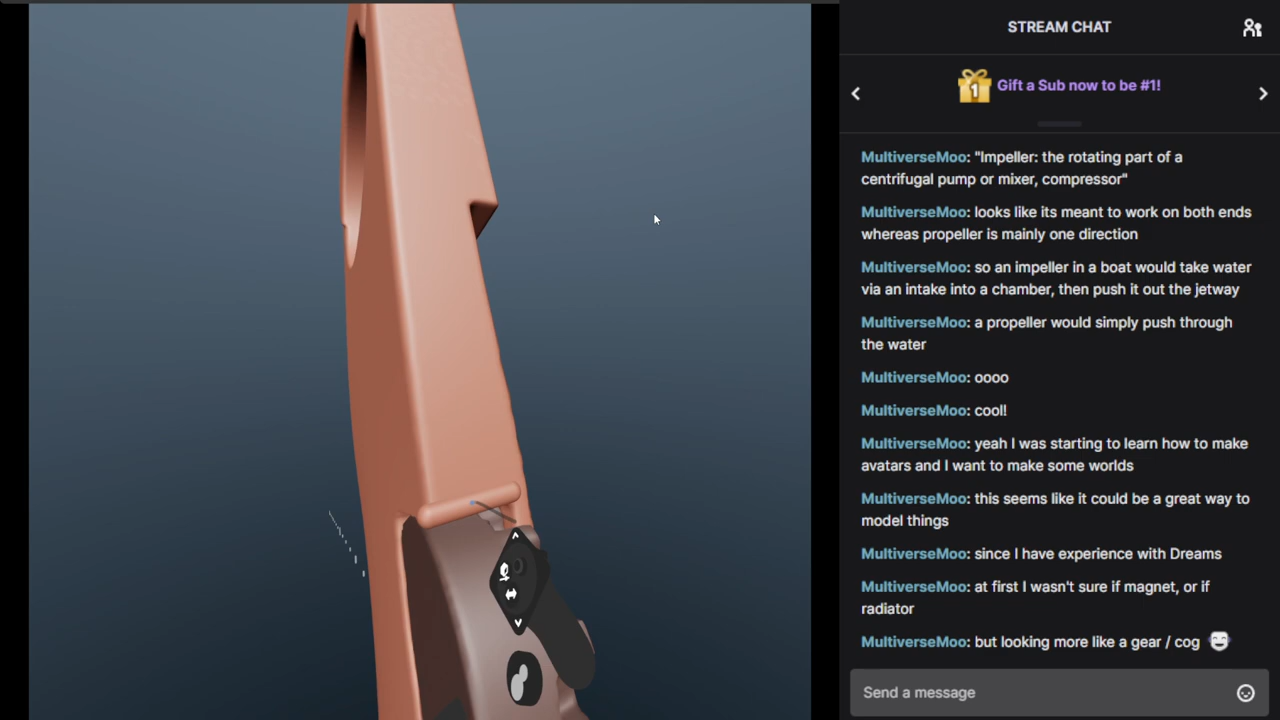 STREAM CHAT
1
Gift a Sub now to be #1!
MultiverseMoo: "Impeller: the rotating part of a
centrifugal pump or mixer, compressor"
MultiverseMoo: looks like its meant to work on both ends
whereas propeller is mainly one direction
MultiverseMoo: so an impeller in a boat would take water
via an intake into a chamber, then push it out the jetway
MultiverseMoo: a propeller would simply push through
the water
MultiverseMoo: oooo
MultiverseMoo: cool!
MultiverseMoo: yeah I was starting to learn how to make
avatars and I want to make some worlds
MultiverseMoo: this seems like it could be a great way to
model things
MultiverseMoo: since I have experience with Dreams
MultiverseMoo: at first I wasn't sure if magnet, or if
radiator
MultiverseMoo: but looking more like a gear / cog
Send a message